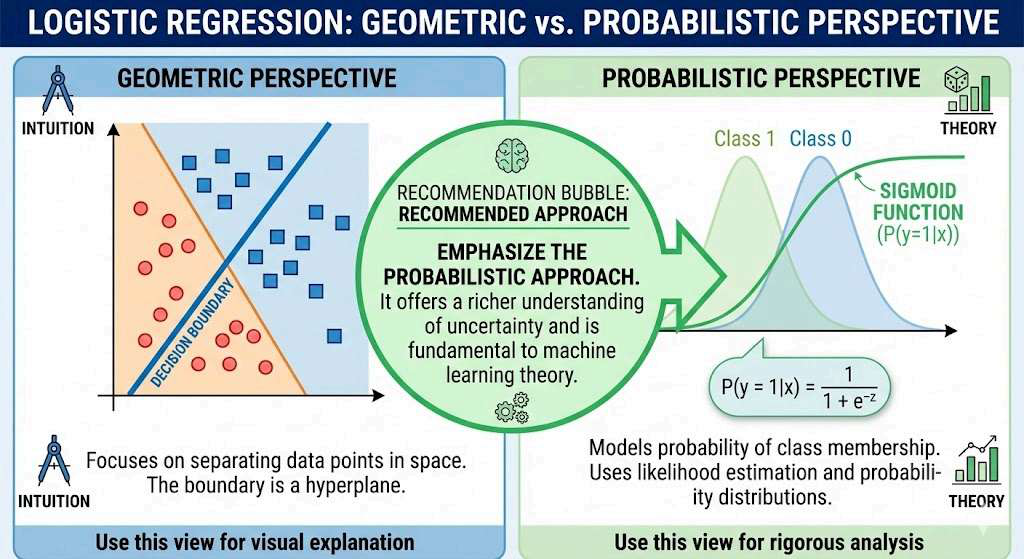 LOGISTIC REGRESSION: GEOMETRIC vs. PROBABILISTIC PERSPECTIVE
GEOMETRIC PERSPECTIVE
INTUITION
DECISION BOUNDARY
INTUITION
Focuses on separating data points in space.
The boundary is a hyperplane.
Use this view for visual explanation
RECOMMENDATION BUBBLE:
RECOMMENDED APPROACH
EMPHASIZE THE
PROBABILISTIC APPROACH.
It offers a richer understanding
of uncertainty and is
fundamental to machine
learning theory.
PROBABILISTIC PERSPECTIVE
THEORY
Class 1 Class 0
SIGMOID
FUNCTION
(P(y=1|x))
P(y = 1|x) = 1 / 1 + e⁻ᶻ
Models probability of class membership.
Uses likelihood estimation and probabil-
ity distributions.
THEORY
Use this view for rigorous analysis